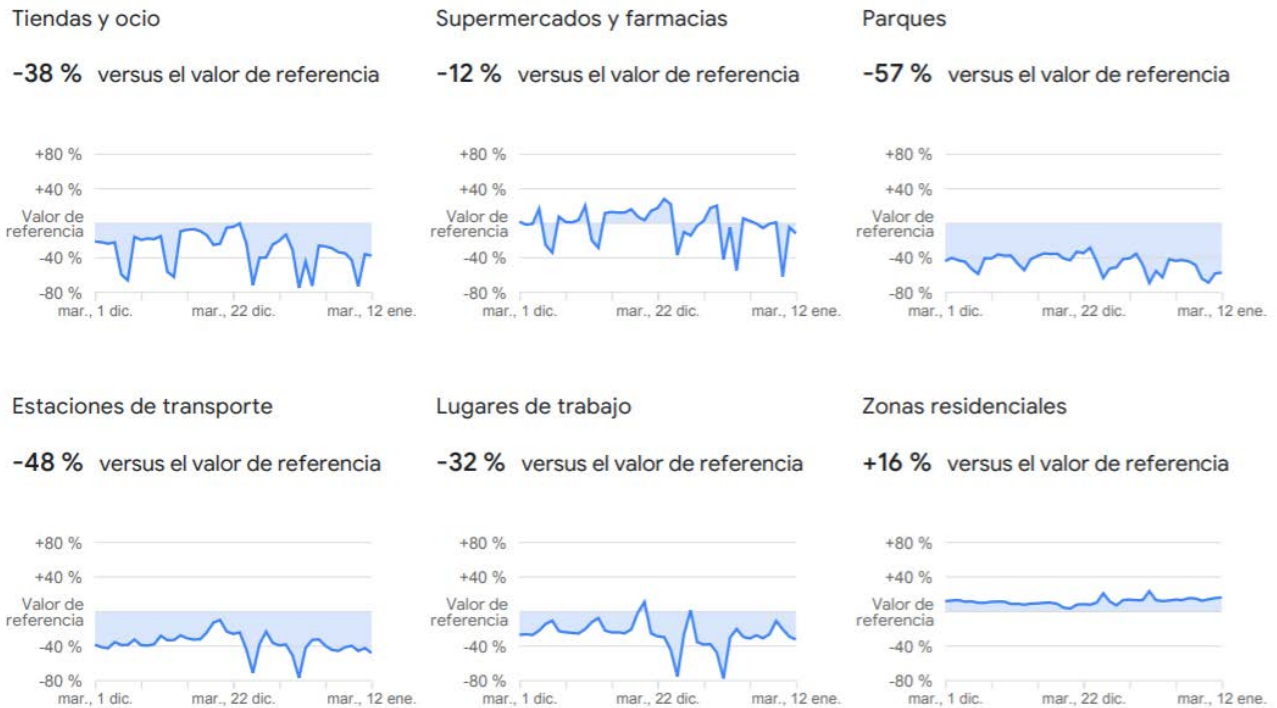 Tiendas y ocio
-38 % versus el valor de referencia
+80 %
+40 %
Valor de
referencia
-40 %
-80 %
mar., 1 dic. mar., 22 dic. mar., 12 ene.
Supermercados y farmacias
-12 % versus el valor de referencia
+80 %
+40 %
Valor de
referencia
-40 %
-80 %
mar., 1 dic. mar., 22 dic. mar., 12 ene.
Parques
-57 % versus el valor de referencia
+80 %
+40 %
Valor de
referencia
-40 %
-80 %
mar., 1 dic. mar., 22 dic. mar., 12 ene.
Estaciones de transporte
-48 % versus el valor de referencia
+80 %
+40 %
Valor de
referencia
-40 %
-80 %
mar., 1 dic. mar., 22 dic. mar., 12 ene.
Lugares de trabajo
-32 % versus el valor de referencia
+80 %
+40 %
Valor de
referencia
-40 %
-80 %
mar., 1 dic. mar., 22 dic. mar., 12 ene.
Zonas residenciales
+16 % versus el valor de referencia
+80 %
+40 %
Valor de
referencia
-40 %
-80 %
mar., 1 dic. mar., 22 dic. mar., 12 ene.